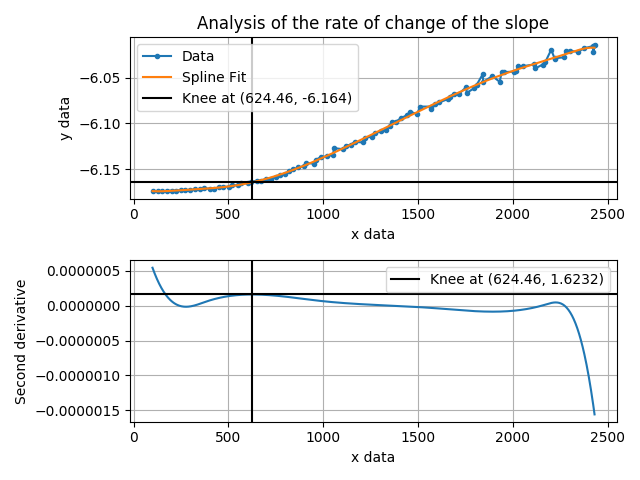 Analysis of the rate of change of the slope
Data
Spline Fit
Knee at (624.46, -6.164)
y data
−6.05
−6.10
−6.15
0 500 1000 1500 2000 2500
x data
Knee at (624.46, 1.6232)
Second derivative
0.0000005
0.0000000
−0.0000005
−0.0000010
−0.0000015
0 500 1000 1500 2000 2500
x data